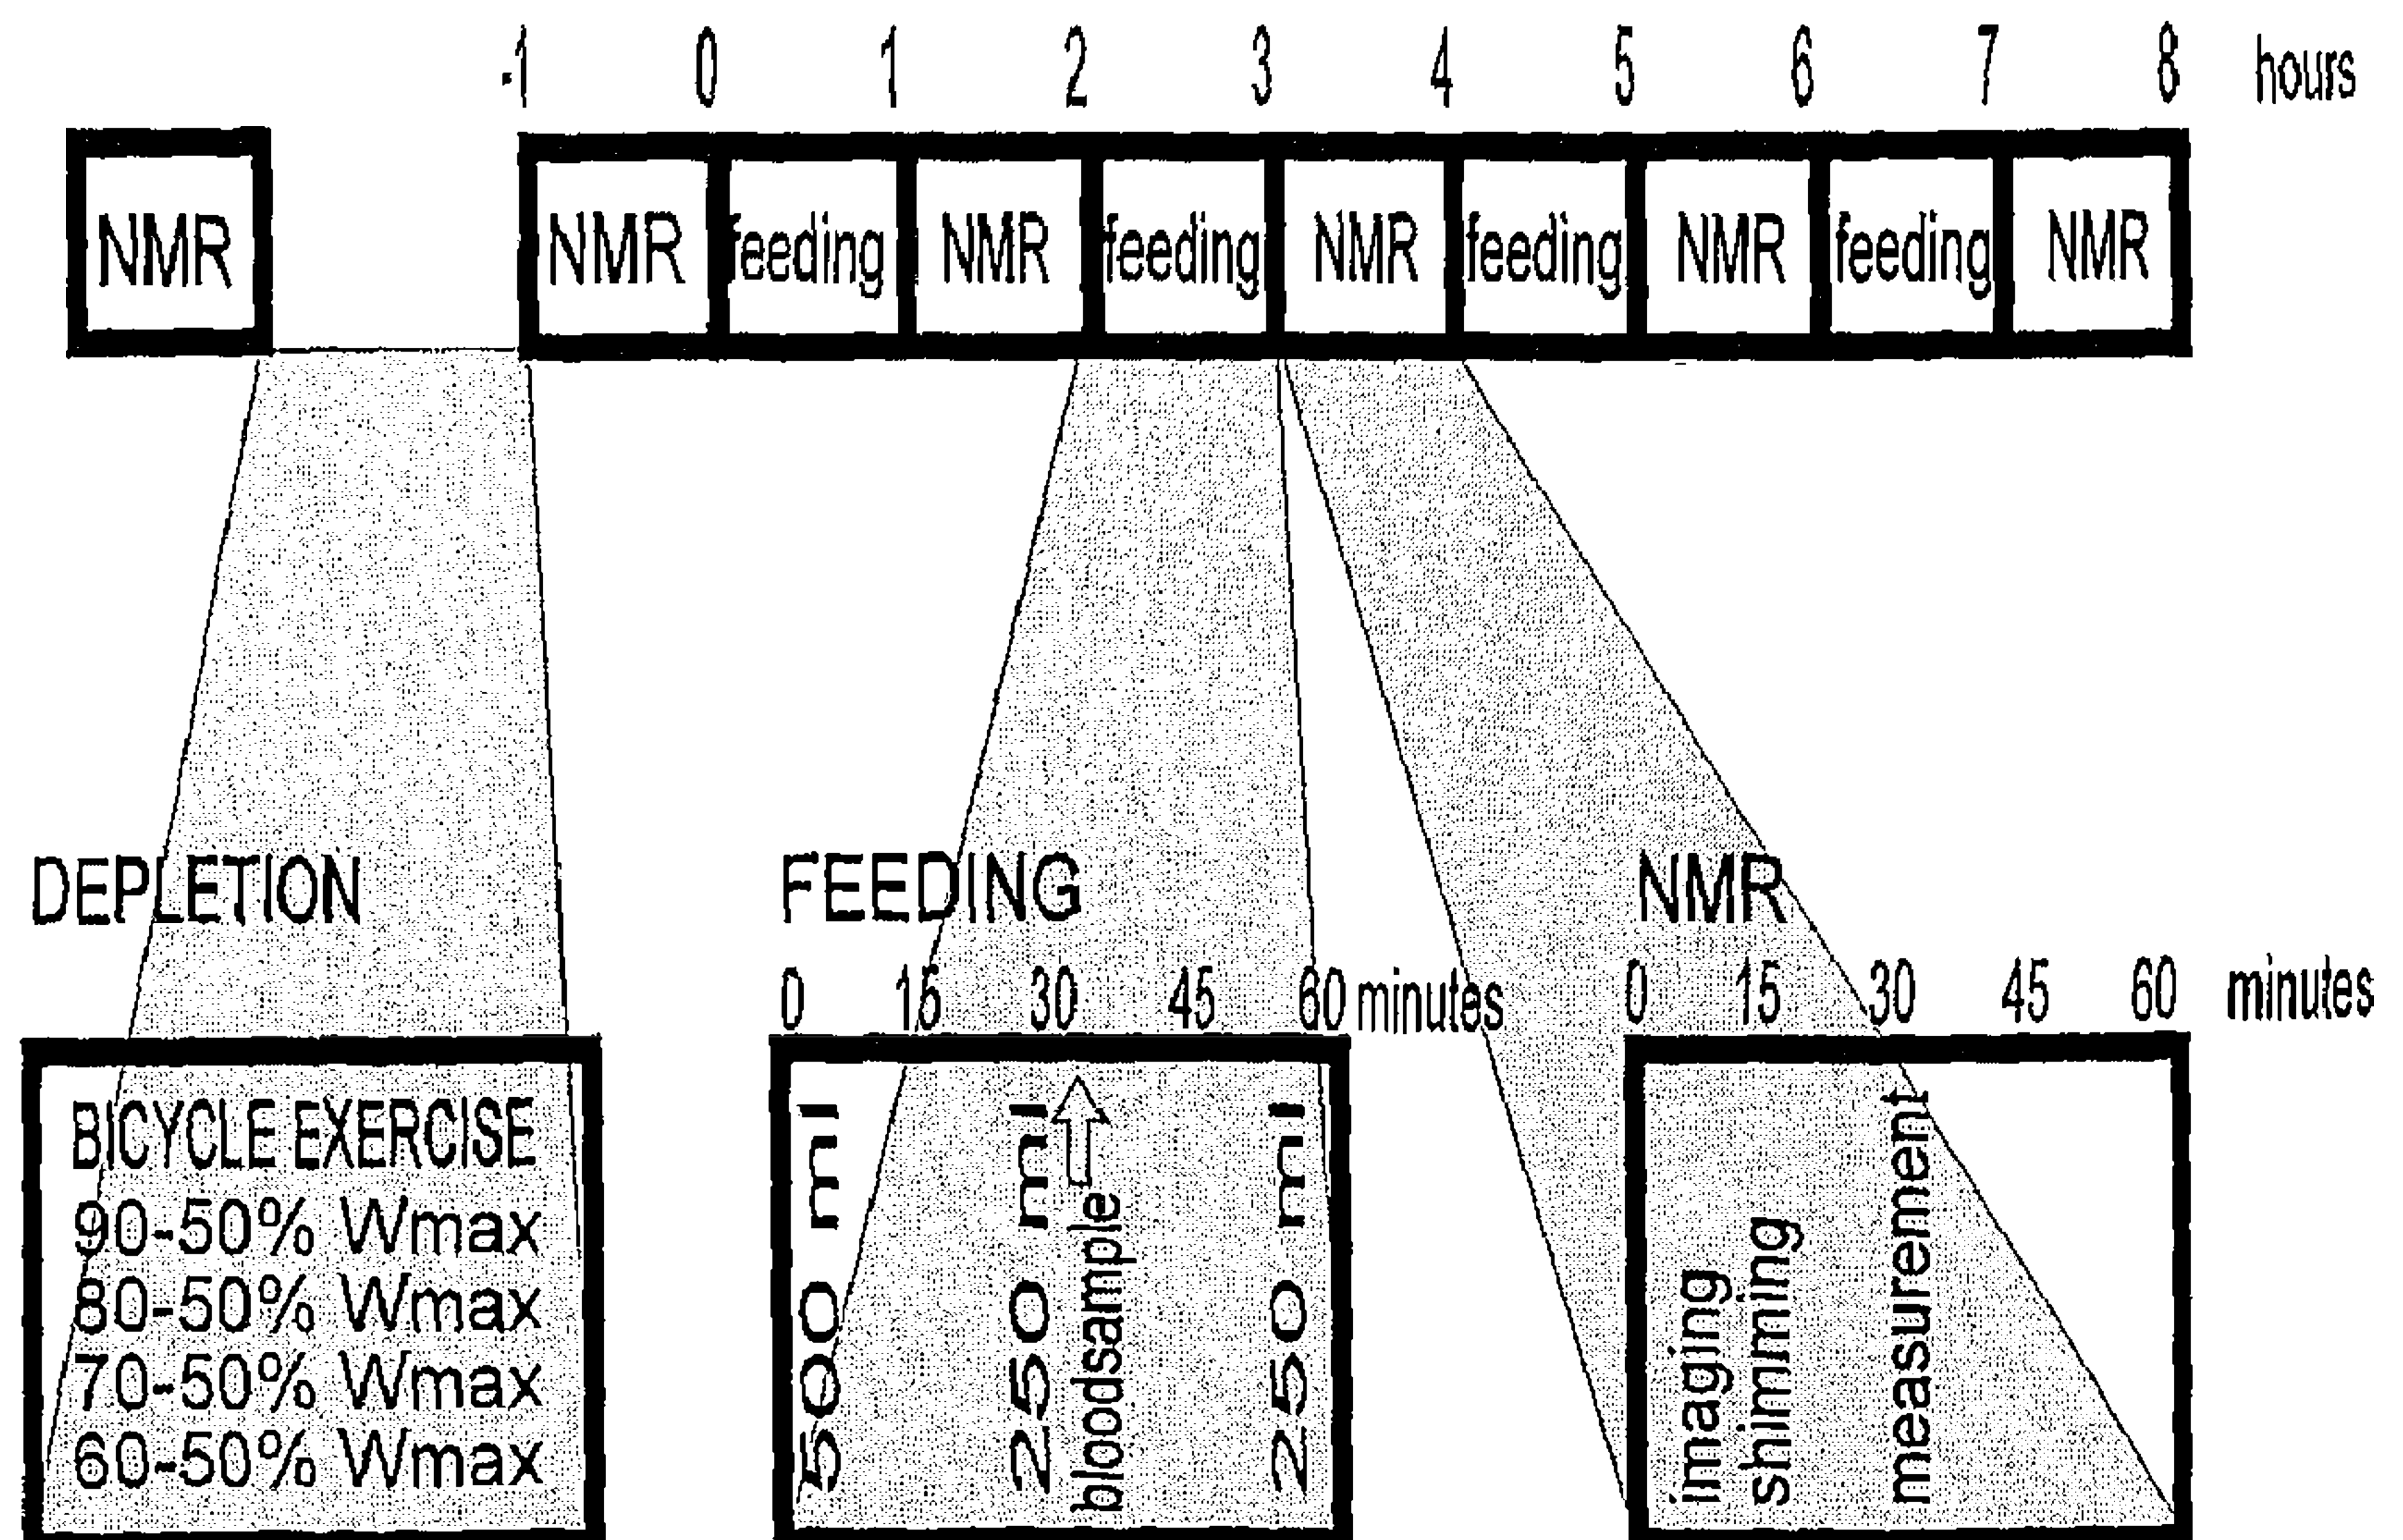 -1 0 1 2 3 4 5 6 7 8 hours
NMR NMR feeding NMR feeding NMR feeding NMR feeding NMR
DEPLETION
BICYCLE EXERCISE
90-50% Wmax
80-50% Wmax
70-50% Wmax
60-50% Wmax
FEEDING
0 15 30 45 60 minutes
500 ml
250 ml
bloodsample
250 ml
NMR
0 15 30 45 60 minutes
imaging
shimming
measurement